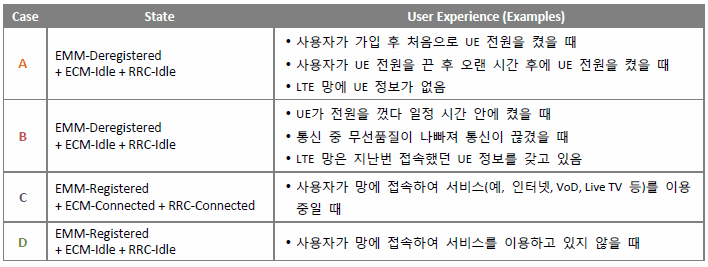 Case State User Experience (Examples)
A
EMM-Deregistered
+ ECM-Idle + RRC-Idle
• 사용자가 가입 후 처음으로 UE 전원을 켰을 때
• 사용자가 UE 전원을 끈 후 오랜 시간 후에 UE 전원을 켰을 때
• LTE 망에 UE 정보가 없음
B
EMM-Deregistered
+ ECM-Idle + RRC-Idle
• UE가 전원을 껐다 일정 시간 안에 켰을 때
• 통신 중 무선품질이 나빠져 통신이 끊겼을 때
• LTE 망은 지난번 접속했던 UE 정보를 갖고 있음
C
EMM-Registered
+ ECM-Connected + RRC-Connected
• 사용자가 망에 접속하여 서비스(예, 인터넷, VoD, Live TV 등)를 이용
중일 때
D
EMM-Registered
+ ECM-Idle + RRC-Idle
• 사용자가 망에 접속하여 서비스를 이용하고 있지 않을 때